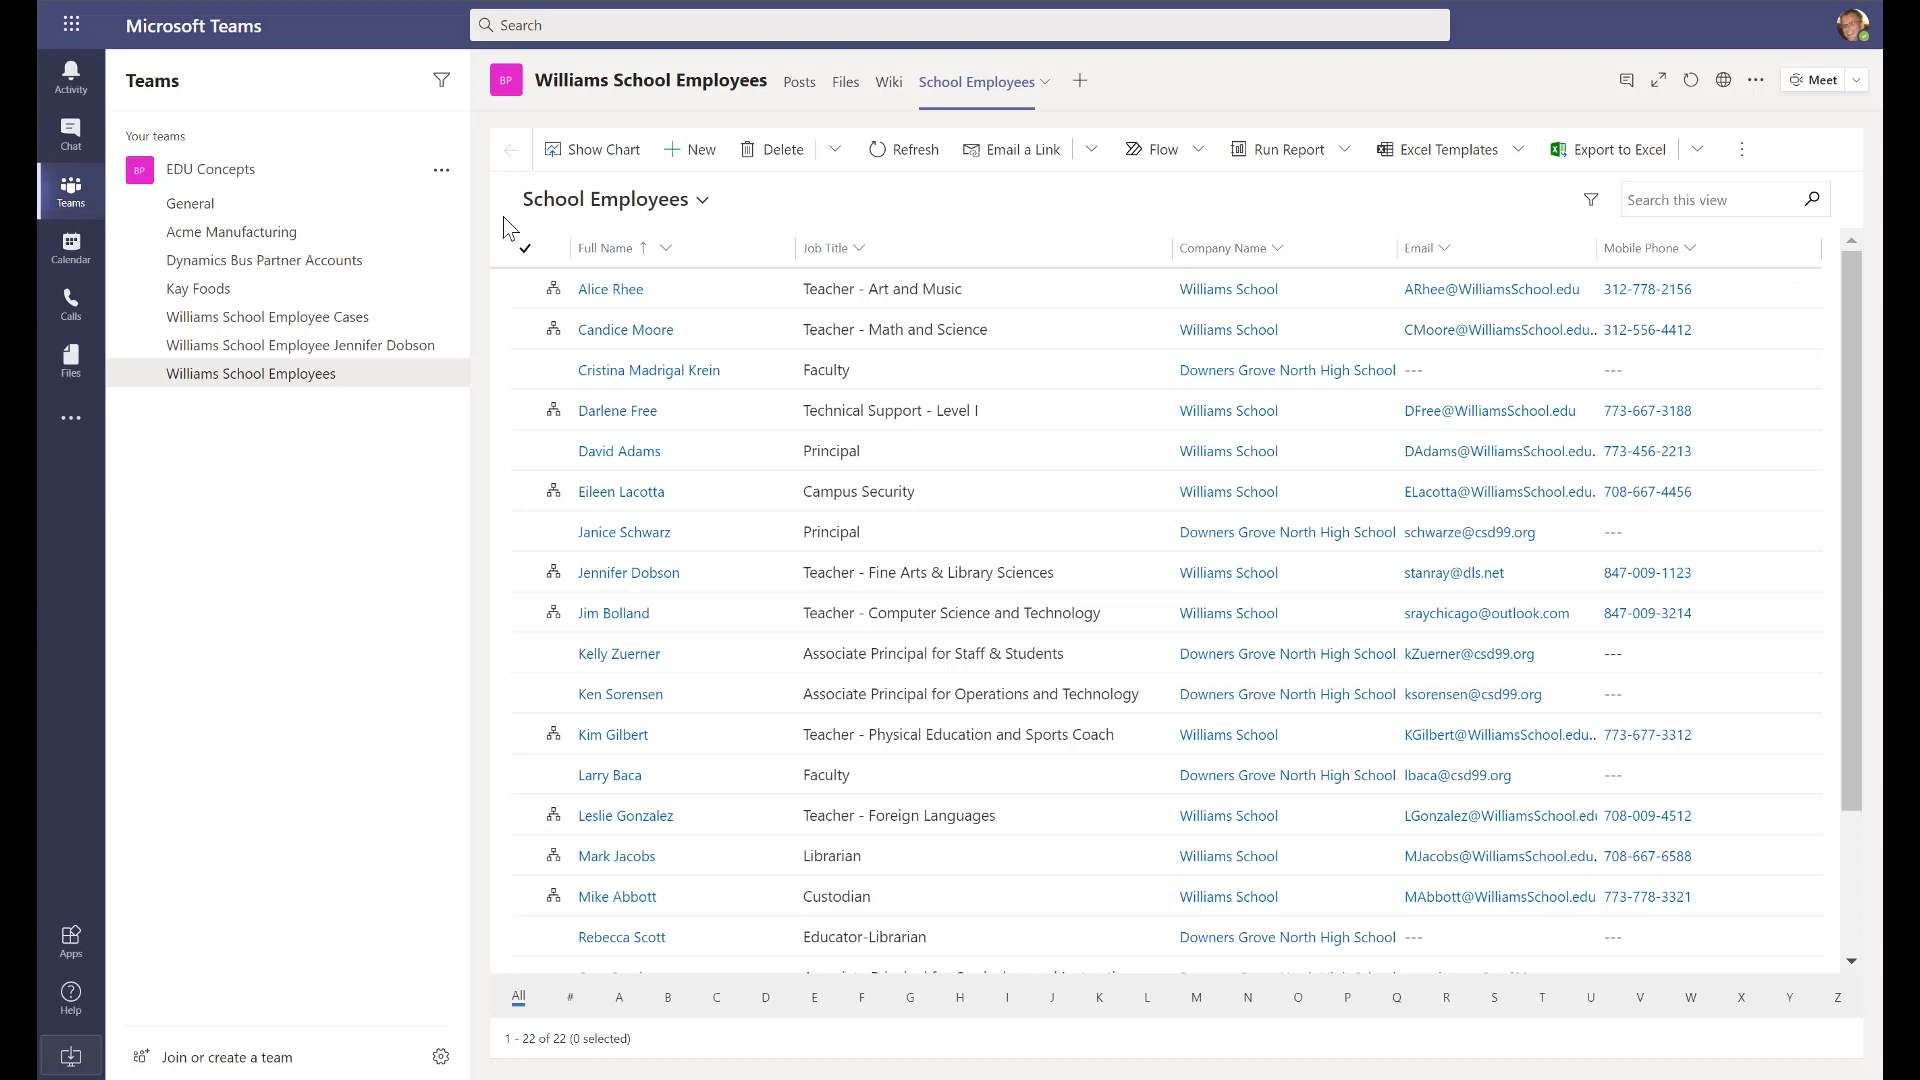 Microsoft Teams
Search
Activity
Chat
Teams
Calendar
Calls
Files
Apps
Help
Teams
Your teams
BP EDU Concepts
General
Acme Manufacturing
Dynamics Bus Partner Accounts
Kay Foods
Williams School Employee Cases
Williams School Employee Jennifer Dobson
Williams School Employees
Join or create a team
BP Williams School Employees Posts Files Wiki School Employees Meet
Show Chart New Delete Refresh Email a Link Flow Run Report Excel Templates Export to Excel
School Employees Search this view
Full Name Job Title Company Name Email Mobile Phone
Alice Rhee Teacher - Art and Music Williams School ARhee@WilliamsSchool.edu 312-778-2156
Candice Moore Teacher - Math and Science Williams School CMoore@WilliamsSchool.edu.. 312-556-4412
Cristina Madrigal Krein Faculty Downers Grove North High School --- ---
Darlene Free Technical Support - Level I Williams School DFree@WilliamsSchool.edu 773-667-3188
David Adams Principal Williams School DAdams@WilliamsSchool.edu. 773-456-2213
Eileen Lacotta Campus Security Williams School ELacotta@WilliamsSchool.edu. 708-667-4456
Janice Schwarz Principal Downers Grove North High School schwarze@csd99.org ---
Jennifer Dobson Teacher - Fine Arts & Library Sciences Williams School stanray@dls.net 847-009-1123
Jim Bolland Teacher - Computer Science and Technology Williams School sraychicago@outlook.com 847-009-3214
Kelly Zuerner Associate Principal for Staff & Students Downers Grove North High School kZuerner@csd99.org ---
Ken Sorensen Associate Principal for Operations and Technology Downers Grove North High School ksorensen@csd99.org ---
Kim Gilbert Teacher - Physical Education and Sports Coach Williams School KGilbert@WilliamsSchool.edu.. 773-677-3312
Larry Baca Faculty Downers Grove North High School lbaca@csd99.org ---
Leslie Gonzalez Teacher - Foreign Languages Williams School LGonzalez@WilliamsSchool.edu 708-009-4512
Mark Jacobs Librarian Williams School MJacobs@WilliamsSchool.edu. 708-667-6588
Mike Abbott Custodian Williams School MAbbott@WilliamsSchool.edu 773-778-3321
Rebecca Scott Educator-Librarian Downers Grove North High School --- ---
All # A B C D E F G H I J K L M N O P Q R S T U V W X Y Z
1 - 22 of 22 (0 selected)